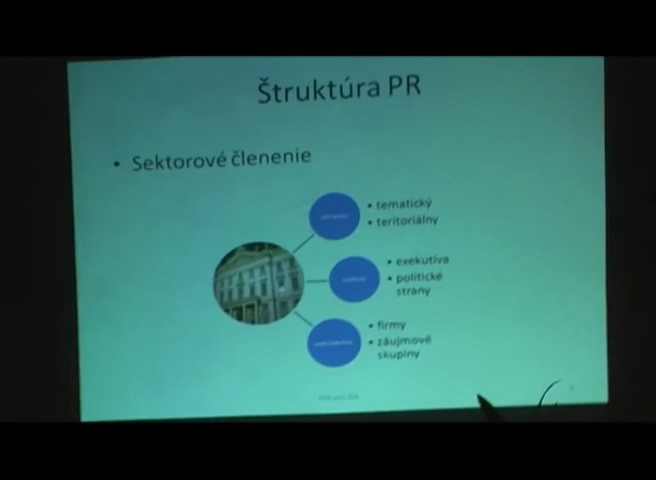 Štruktúra PR
• Sektorové členenie
• tematický
• teritoriálny
• exekutíva
• politické
strany
• firmy
• záujmové
skupiny